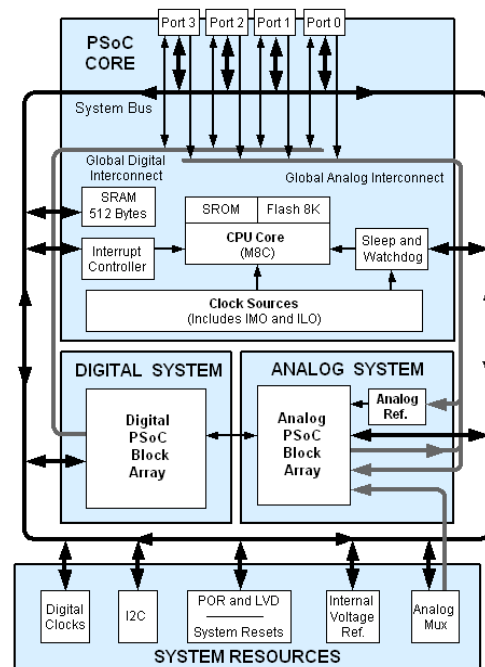 Port 3
Port 2
Port 1
Port 0
PSoC
CORE
System Bus
Global Digital
Interconnect
Global Analog Interconnect
SRAM
512 Bytes
SROM
Flash 8K
CPU Core
(M8C)
Interrupt
Controller
Sleep and
Watchdog
Clock Sources
(Includes IMO and ILO)
DIGITAL SYSTEM
ANALOG SYSTEM
Digital
PSoC
Block
Array
Analog
PSoC
Block
Array
Analog
Ref.
Digital
Clocks
I2C
POR and LVD
System Resets
Internal
Voltage
Ref.
Analog
Mux
SYSTEM RESOURCES